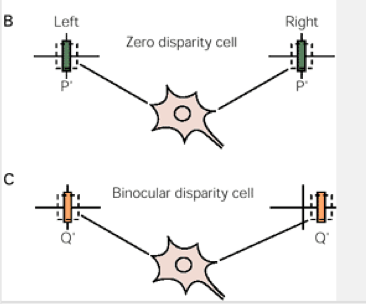 B
Left
Right
Zero disparity cell
P'
P'
C
Binocular disparity cell
Q'
Q'